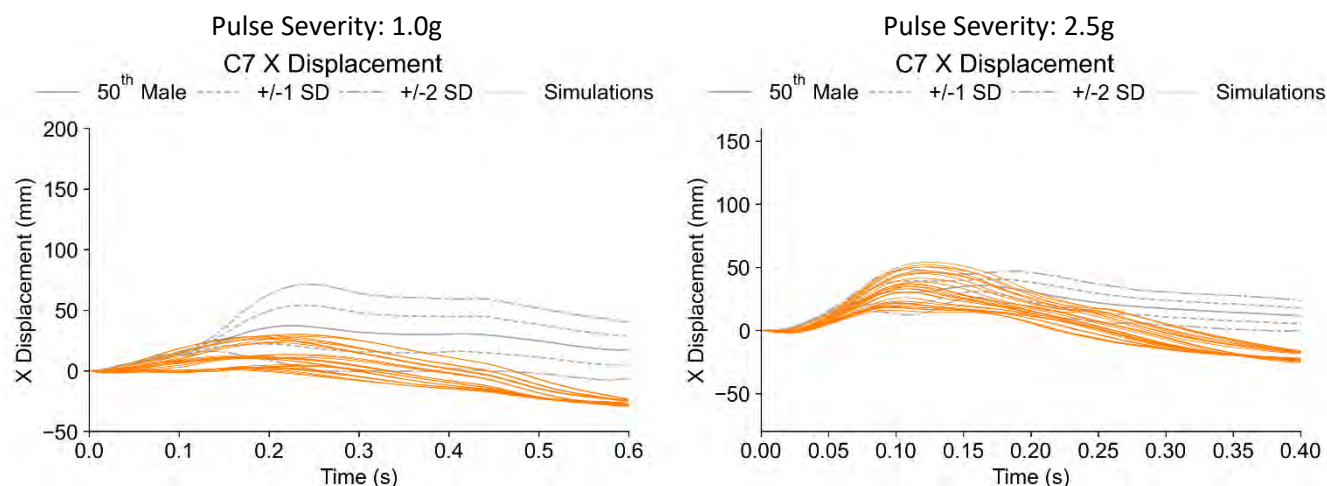 Pulse Severity: 1.0g
C7 X Displacement
50th Male +/-1 SD +/-2 SD Simulations
200
150
100
50
0
−50
X Displacement (mm)
0.0 0.1 0.2 0.3 0.4 0.5 0.6
Time (s)
Pulse Severity: 2.5g
C7 X Displacement
50th Male +/-1 SD +/-2 SD Simulations
150
100
50
0
−50
X Displacement (mm)
0.00 0.05 0.10 0.15 0.20 0.25 0.30 0.35 0.40
Time (s)